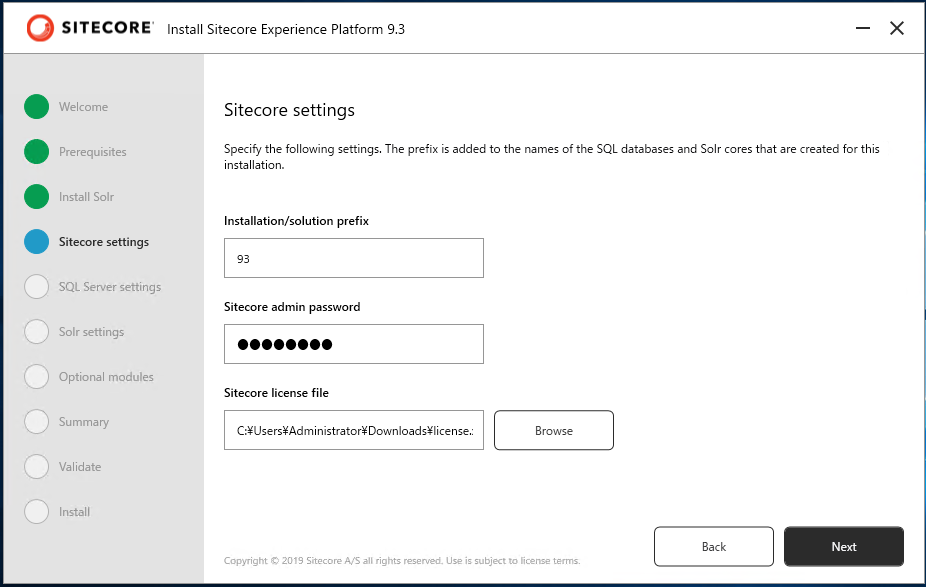 SITECORE Install Sitecore Experience Platform 9.3
Welcome
Prerequisites
Install Solr
Sitecore settings
SQL Server settings
Solr settings
Optional modules
Summary
Validate
Install
Sitecore settings
Specify the following settings. The prefix is added to the names of the SQL databases and Solr cores that are created for this
installation.
Installation/solution prefix
93
Sitecore admin password
●●●●●●●●
Sitecore license file
C:¥Users¥Administrator¥Downloads¥license.:
Browse
Back
Next
Copyright © 2019 Sitecore A/S all rights reserved. Use is subject to license terms.